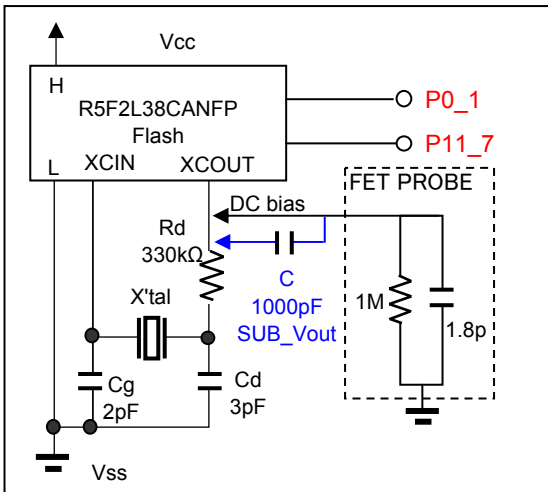 Vcc
H
R5F2L38CANFP
Flash
L
XCIN
XCOUT
P0_1
P11_7
FET PROBE
DC bias
Rd
330kΩ
C
1000pF
SUB_Vout
X'tal
1M
1.8p
Cg
2pF
Cd
3pF
Vss